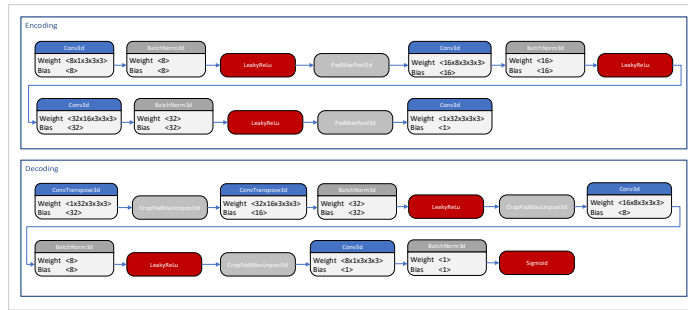 Encoding
Conv3d
Weight <8x1x3x3x3>
Bias <8>
BatchNorm3d
Weight <8>
Bias <8>
LeakyReLu
PadMaxPool3d
Conv3d
Weight <16x8x3x3x3>
Bias <16>
BatchNorm3d
Weight <16>
Bias <16>
LeakyReLu
Conv3d
Weight <32x16x3x3x3>
Bias <32>
BatchNorm3d
Weight <32>
Bias <32>
LeakyReLu
PadMaxPool3d
Conv3d
Weight <1x32x3x3x3>
Bias <1>
Decoding
ConvTranspose3d
Weight <1x32x3x3x3>
Bias <32>
CropPadMaxUnpool3d
ConvTranspose3d
Weight <32x16x3x3x3>
Bias <16>
BatchNorm3d
Weight <32>
Bias <32>
LeakyReLu
CropPadMaxUnpool3d
Conv3d
Weight <16x8x3x3x3>
Bias <8>
BatchNorm3d
Weight <8>
Bias <8>
LeakyReLu
CropPadMaxUnpool3d
Conv3d
Weight <8x1x3x3x3>
Bias <1>
BatchNorm3d
Weight <1>
Bias <1>
Sigmoid